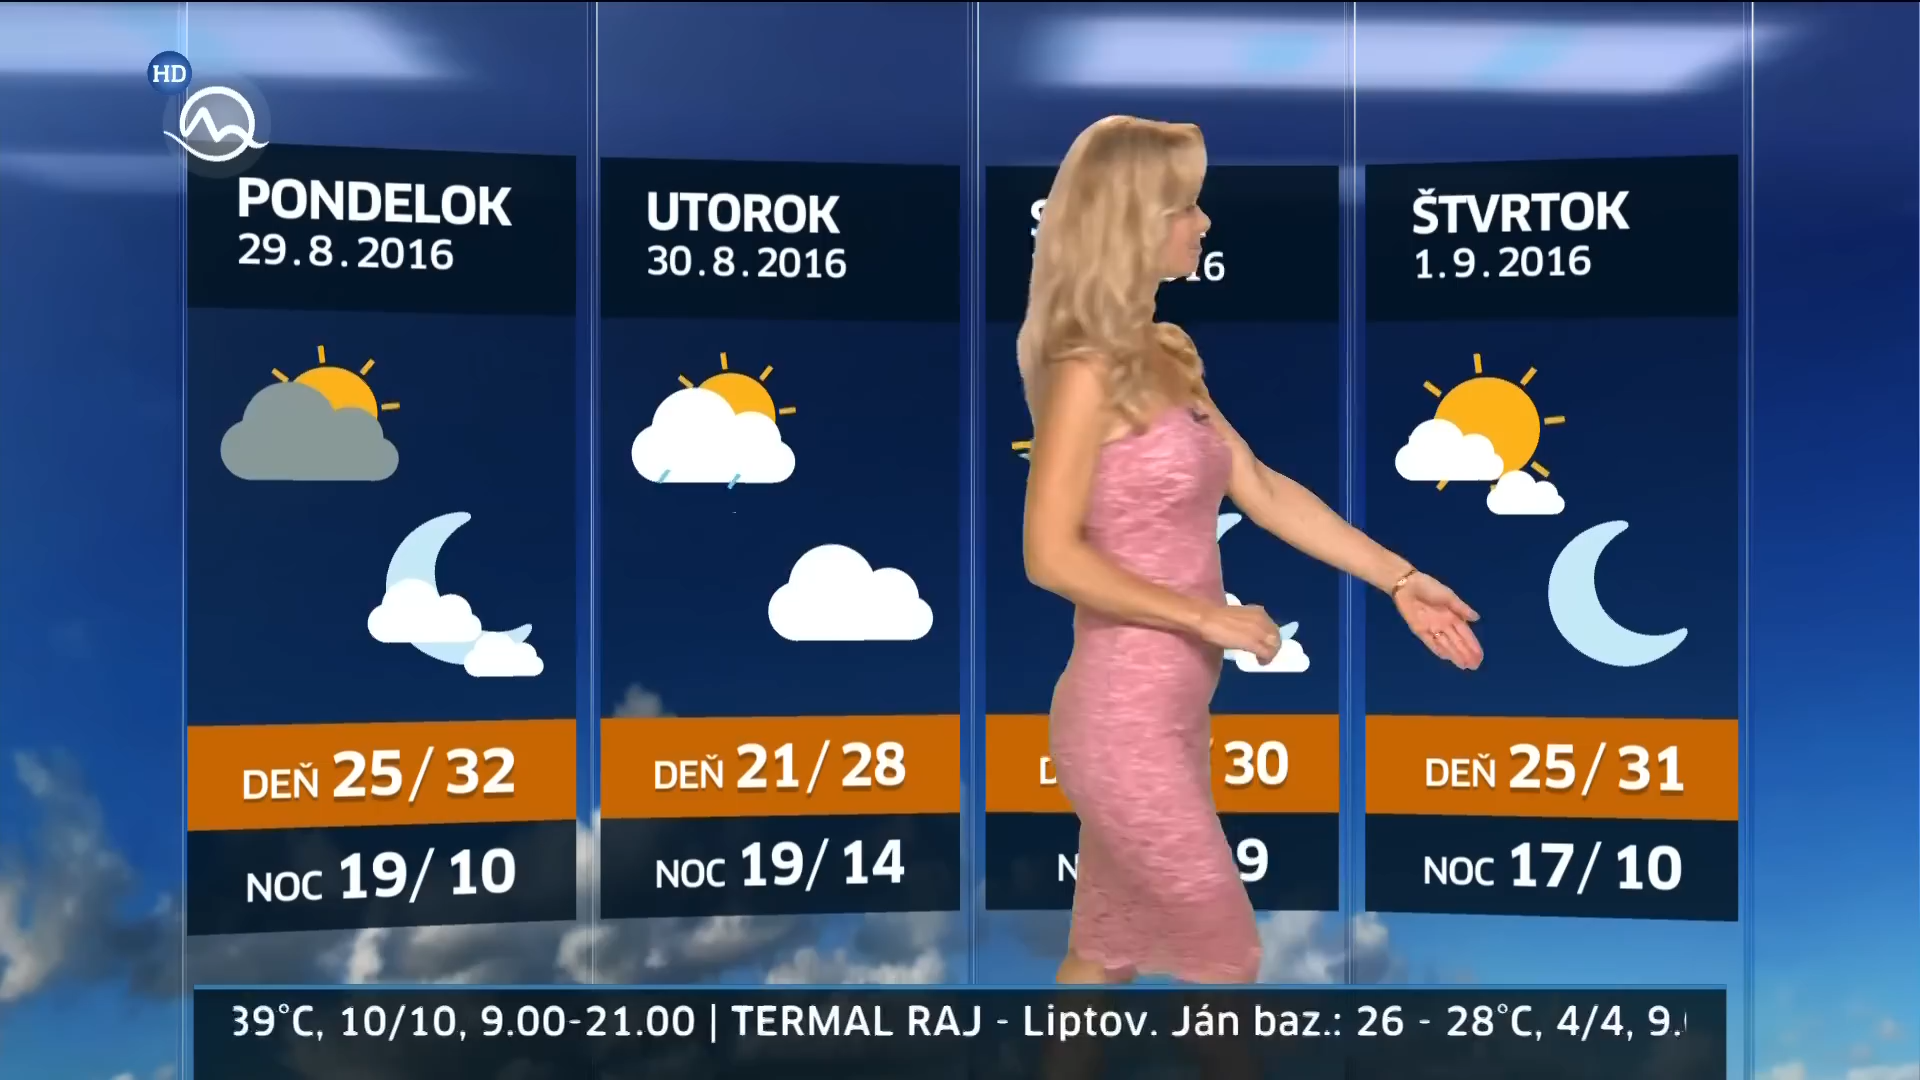 HD
PONDELOK
29.8.2016
DEŇ 25/32
NOC 19/10
UTOROK
30.8.2016
DEŇ 21/28
NOC 19/14
30
ŠTVRTOK
1.9.2016
DEŇ 25/31
NOC 17/10
39°C, 10/10, 9.00-21.00 | TERMAL RAJ - Liptov. Ján baz.: 26 - 28°C, 4/4, 9.